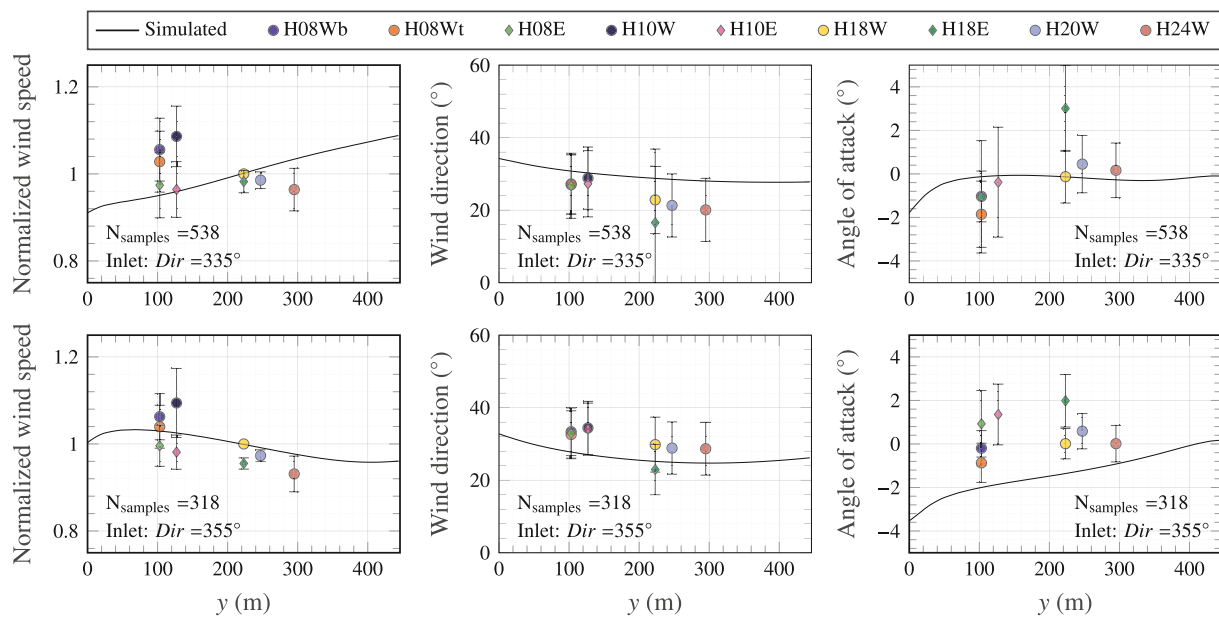 Simulated H08Wb H08Wt H08E H10W H10E H18W H18E H20W H24W
Normalized wind speed
1.2
1
0.8
0 100 200 300 400
N_samples =538
Inlet: Dir =335°
Wind direction (°)
60
40
20
0
0 100 200 300 400
N_samples =538
Inlet: Dir =335°
Angle of attack (°)
4
2
0
−2
−4
0 100 200 300 400
N_samples =538
Inlet: Dir =335°
Normalized wind speed
1.2
1
0.8
0 100 200 300 400
y (m)
N_samples =318
Inlet: Dir =355°
Wind direction (°)
60
40
20
0
0 100 200 300 400
y (m)
N_samples =318
Inlet: Dir =355°
Angle of attack (°)
4
2
0
−2
−4
0 100 200 300 400
y (m)
N_samples =318
Inlet: Dir =355°